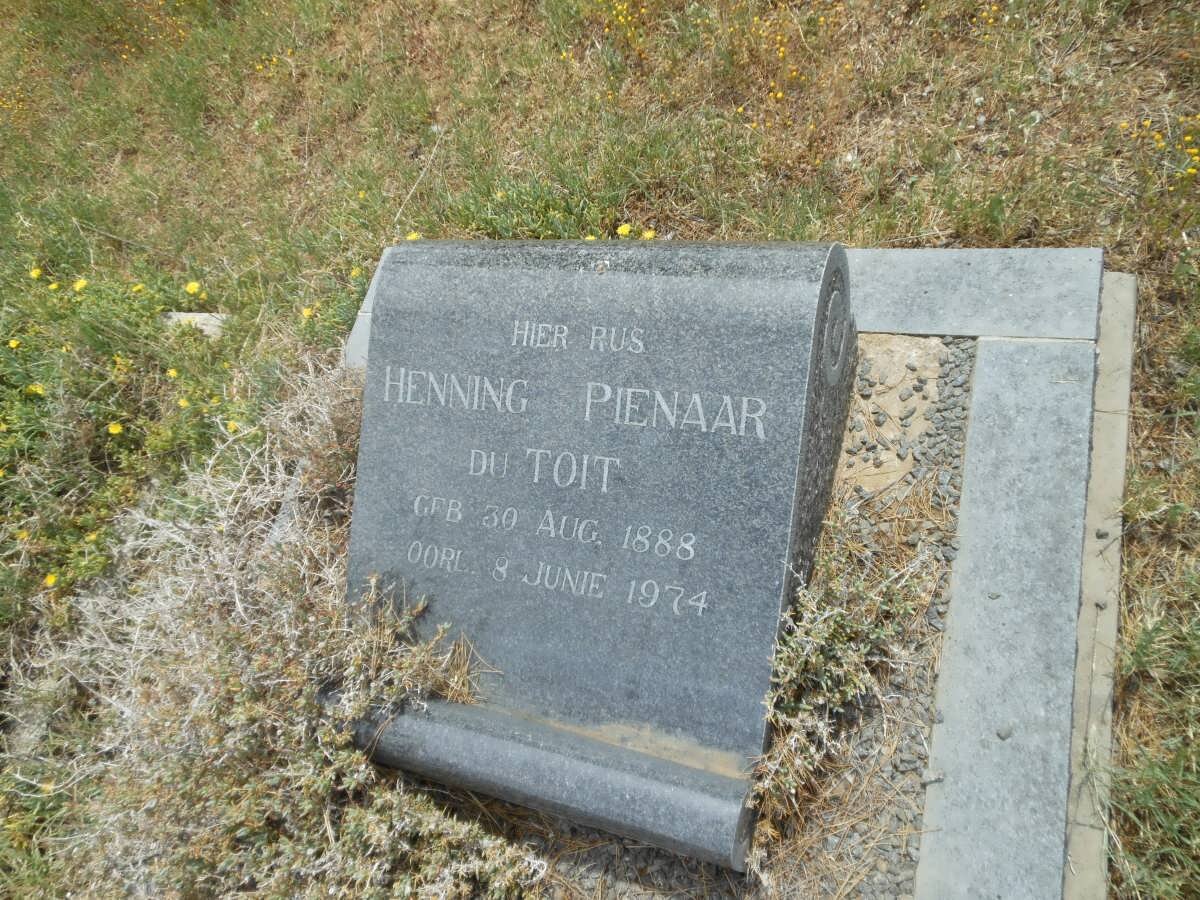 HIER RUS
HENNING PIENAAR
DU TOIT
GEB 30 AUG. 1888
OORL. 8 JUNIE 1974